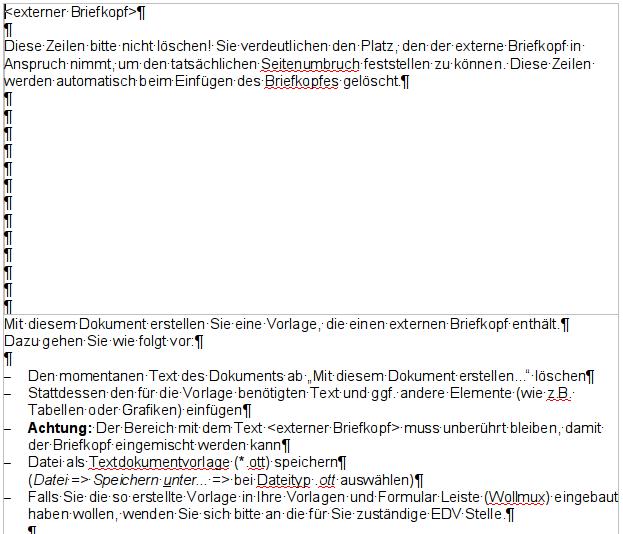 <externer Briefkopf>¶
¶
Diese Zeilen bitte nicht löschen! Sie verdeutlichen den Platz, den der externe Briefkopf in
Anspruch nimmt, um den tatsächlichen Seitenumbruch feststellen zu können. Diese Zeilen
werden automatisch beim Einfügen des Briefkopfes gelöscht.¶
¶
¶
¶
¶
¶
¶
¶
¶
¶
¶
¶
¶
¶
Mit diesem Dokument erstellen Sie eine Vorlage, die einen externen Briefkopf enthält.¶
Dazu gehen Sie wie folgt vor:¶
¶
– Den momentanen Text des Dokuments ab „Mit diesem Dokument erstellen...“ löschen¶
– Stattdessen den für die Vorlage benötigten Text und ggf. andere Elemente (wie z.B.
Tabellen oder Grafiken) einfügen¶
– Achtung: Der Bereich mit dem Text <externer Briefkopf> muss unberührt bleiben, damit
der Briefkopf eingemischt werden kann¶
– Datei als Textdokumentvorlage (*.ott) speichern¶
(Datei => Speichern unter... => bei Dateityp .ott auswählen)¶
– Falls Sie die so erstellte Vorlage in Ihre Vorlagen und Formular Leiste (Wollmux) eingebaut
haben wollen, wenden Sie sich bitte an die für Sie zuständige EDV Stelle.¶
¶